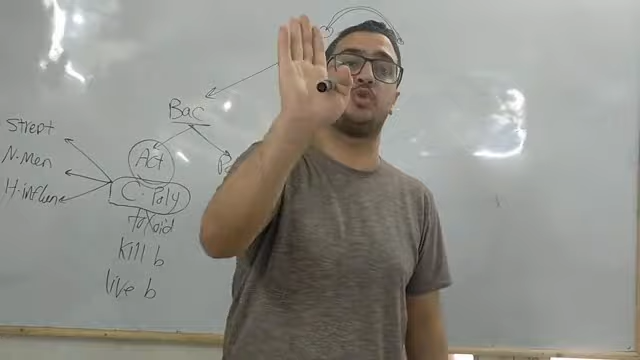 Bac
Strept
N.Men
H.influen
Act
C.Poly
toxoid
kill b
live b